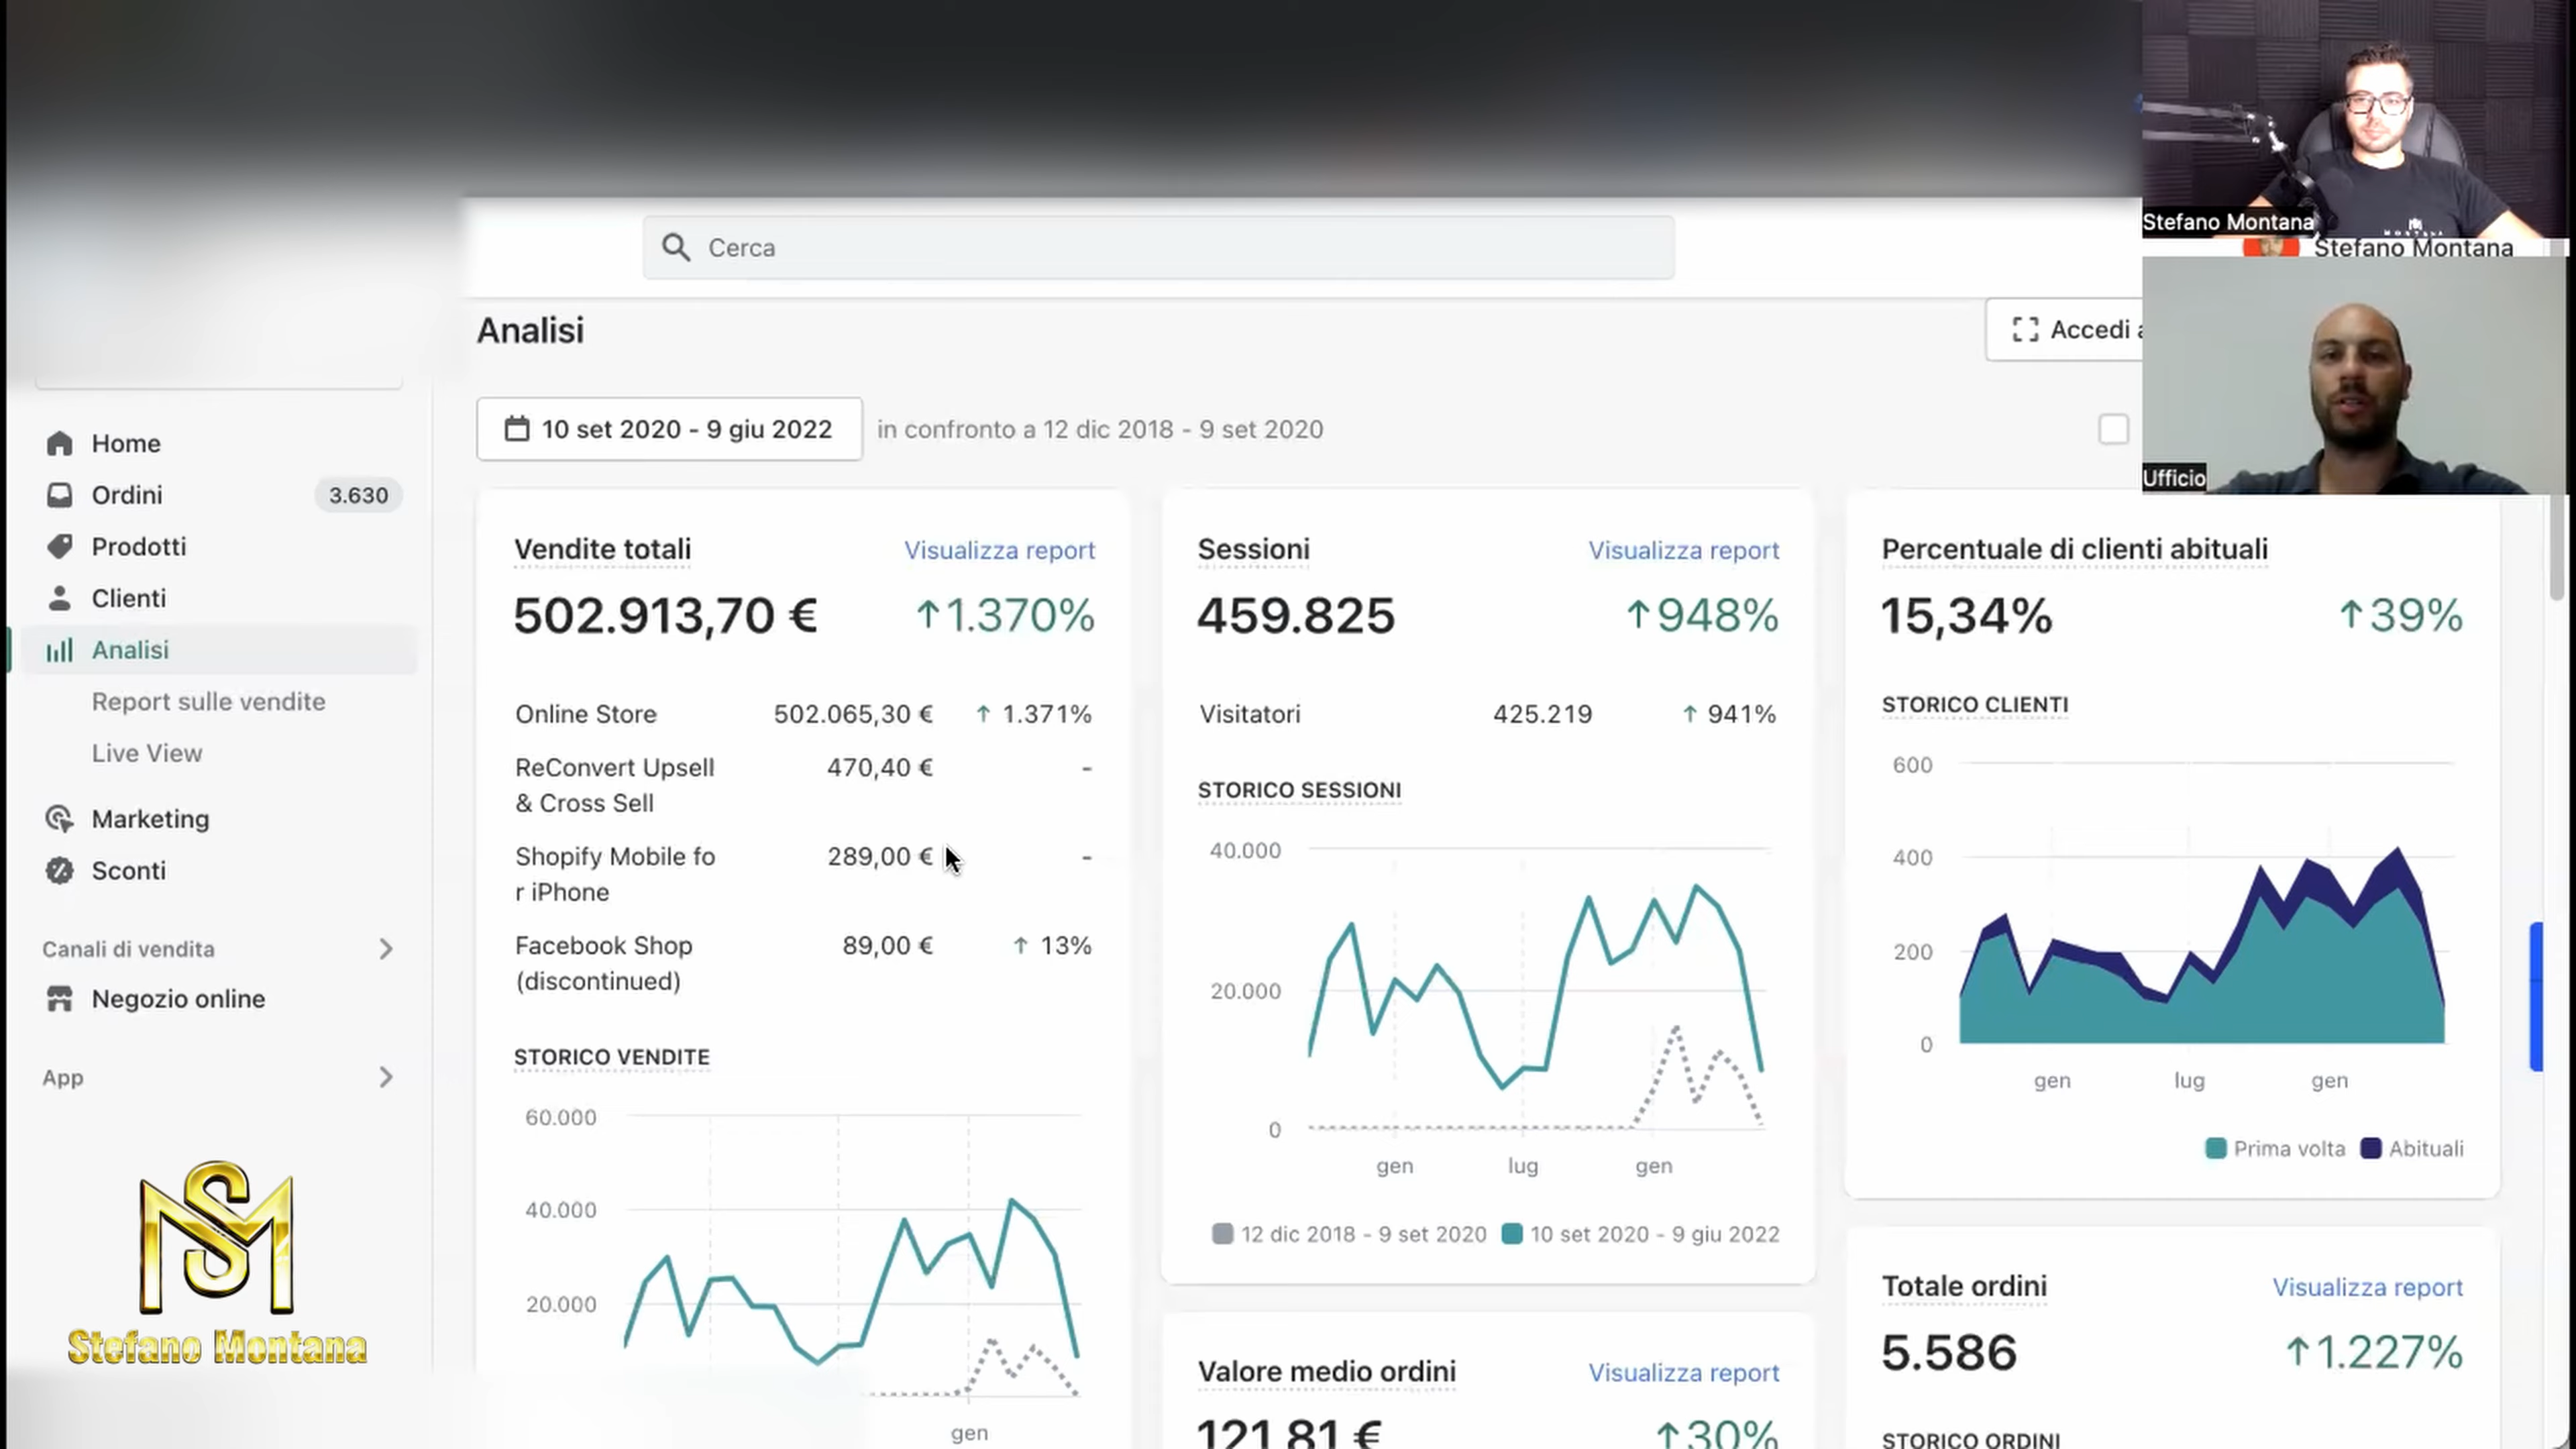 Stefano Montana
Stefano Montana
Ufficio
Cerca
Analisi
Accedi a
10 set 2020 - 9 giu 2022
in confronto a 12 dic 2018 - 9 set 2020
Home
Ordini
3.630
Prodotti
Clienti
Analisi
Report sulle vendite
Live View
Marketing
Sconti
Canali di vendita
Negozio online
App
Stefano Montana
Vendite totali
Visualizza report
502.913,70 €
↑1.370%
Online Store 502.065,30 € ↑ 1.371%
ReConvert Upsell 470,40 € -
& Cross Sell
Shopify Mobile fo 289,00 € -
r iPhone
Facebook Shop 89,00 € ↑ 13%
(discontinued)
STORICO VENDITE
60.000
40.000
20.000
gen
Sessioni
Visualizza report
459.825
↑948%
Visitatori 425.219 ↑ 941%
STORICO SESSIONI
40.000
20.000
0
gen lug gen
12 dic 2018 - 9 set 2020 10 set 2020 - 9 giu 2022
Valore medio ordini
Visualizza report
121,81 €
↑30%
Percentuale di clienti abituali
15,34%
↑39%
STORICO CLIENTI
600
400
200
0
gen lug gen
Prima volta Abituali
Totale ordini
Visualizza report
5.586
↑1.227%
STORICO ORDINI